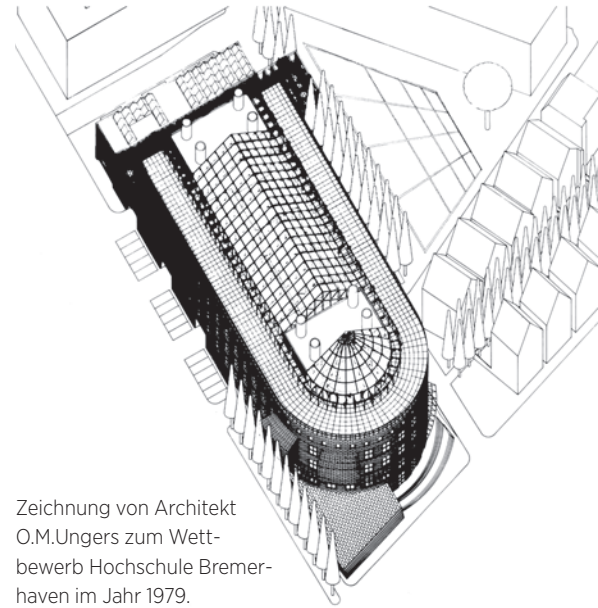 Zeichnung von Architekt
O.M.Ungers zum Wett-
bewerb Hochschule Bremer-
haven im Jahr 1979.